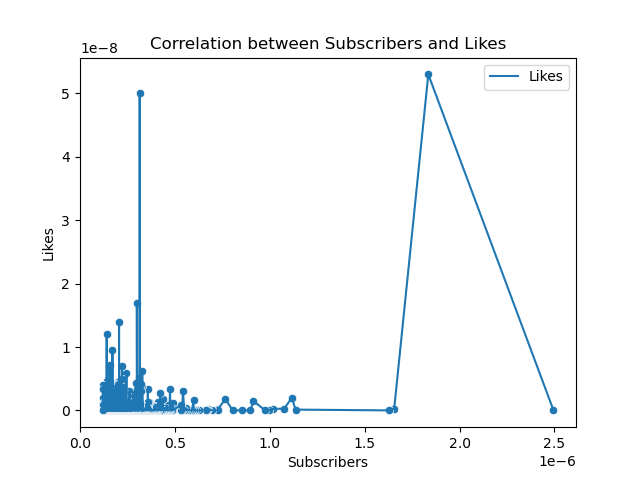 Correlation between Subscribers and Likes
1e−8
Likes
5
4
3
2
1
0
Likes
0.0 0.5 1.0 1.5 2.0 2.5
Subscribers
1e−6